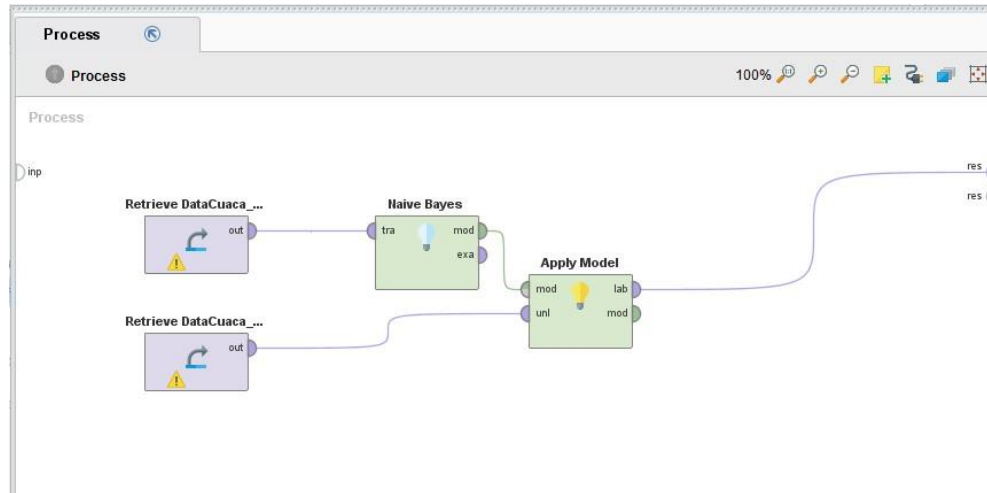 Process
Process
100%
Process
inp
res
res
Retrieve DataCuaca_...
out
Naive Bayes
tra
mod
exa
Apply Model
mod
lab
unl
mod
Retrieve DataCuaca_...
out